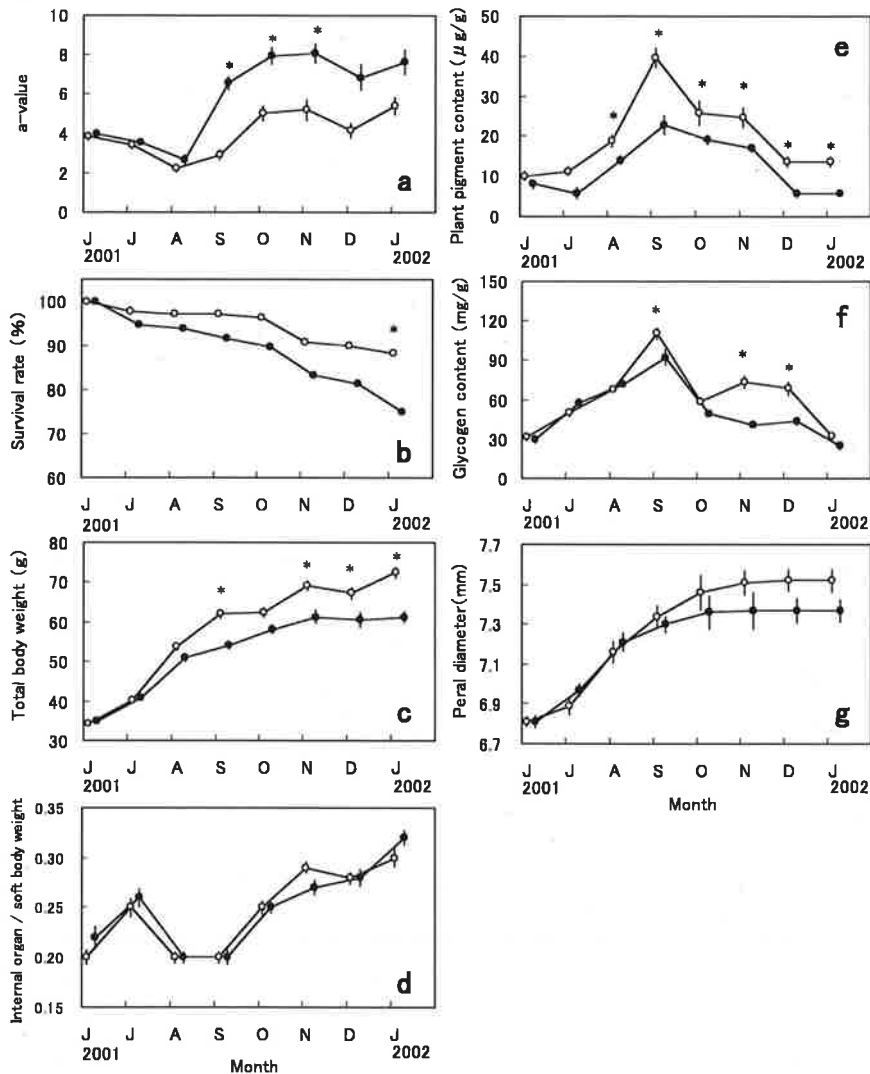 a-value
10
8
6
4
2
0
* * *
a
J J A S O N D J
2001 2002
Survival rate (%)
100
90
80
70
60
*
b
J J A S O N D J
2001 2002
Total body weight (g)
80
70
60
50
40
30
* * * *
c
J J A S O N D J
2001 2002
Internal organ / soft body weight
0.35
0.30
0.25
0.20
0.15
d
J J A S O N D J
2001 2002
Month
Plant pigment content (μg/g)
50
40
30
20
10
0
* * * * * *
e
J J A S O N D J
2001 2002
Glycogen content (mg/g)
150
120
90
60
30
0
* * *
f
J J A S O N D J
2001 2002
Peral diameter(mm)
7.7
7.5
7.3
7.1
6.9
6.7
g
J J A S O N D J
2001 2002
Month